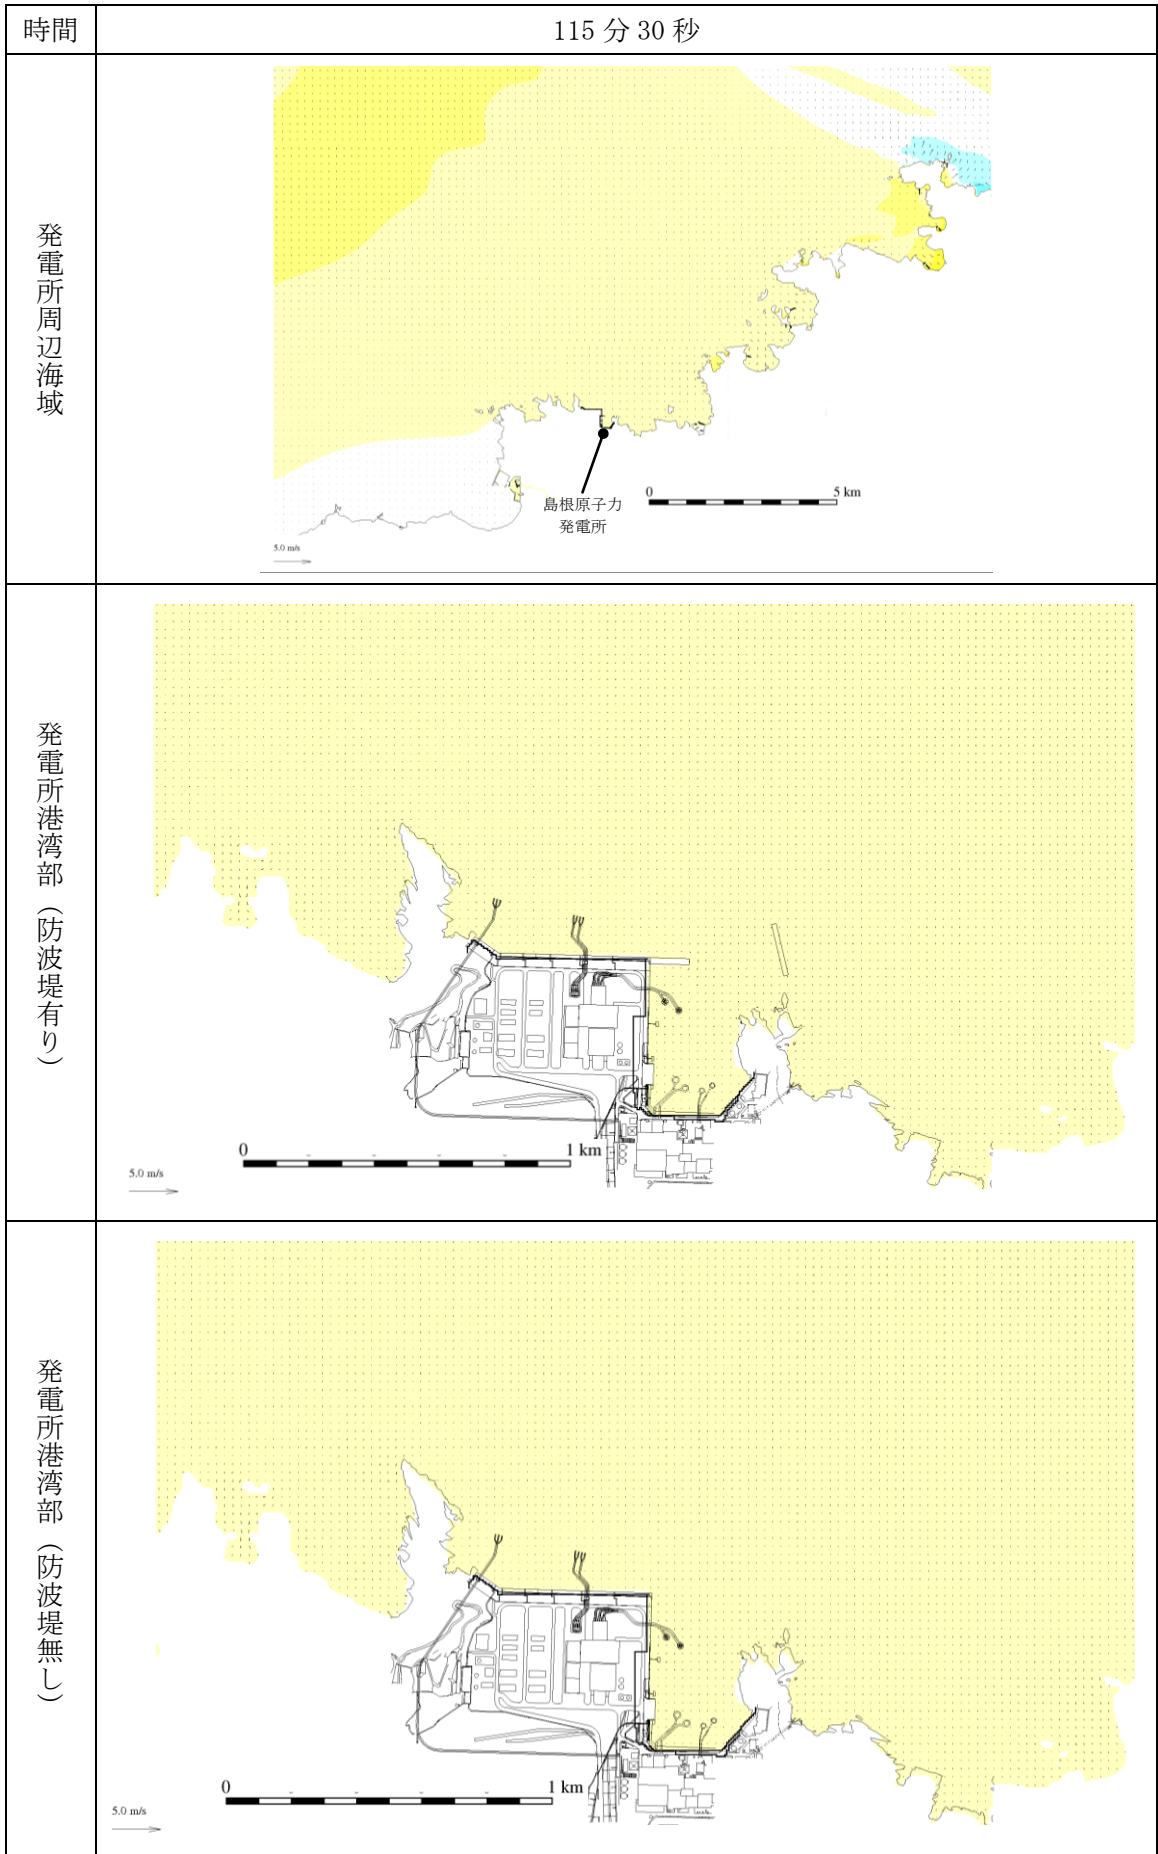 時間
115 分 30 秒
発電所周辺海域
島根原子力
発電所
0
5 km
5.0 m/s
発電所港湾部（防波堤有り）
0
1 km
5.0 m/s
発電所港湾部（防波堤無し）
0
1 km
5.0 m/s